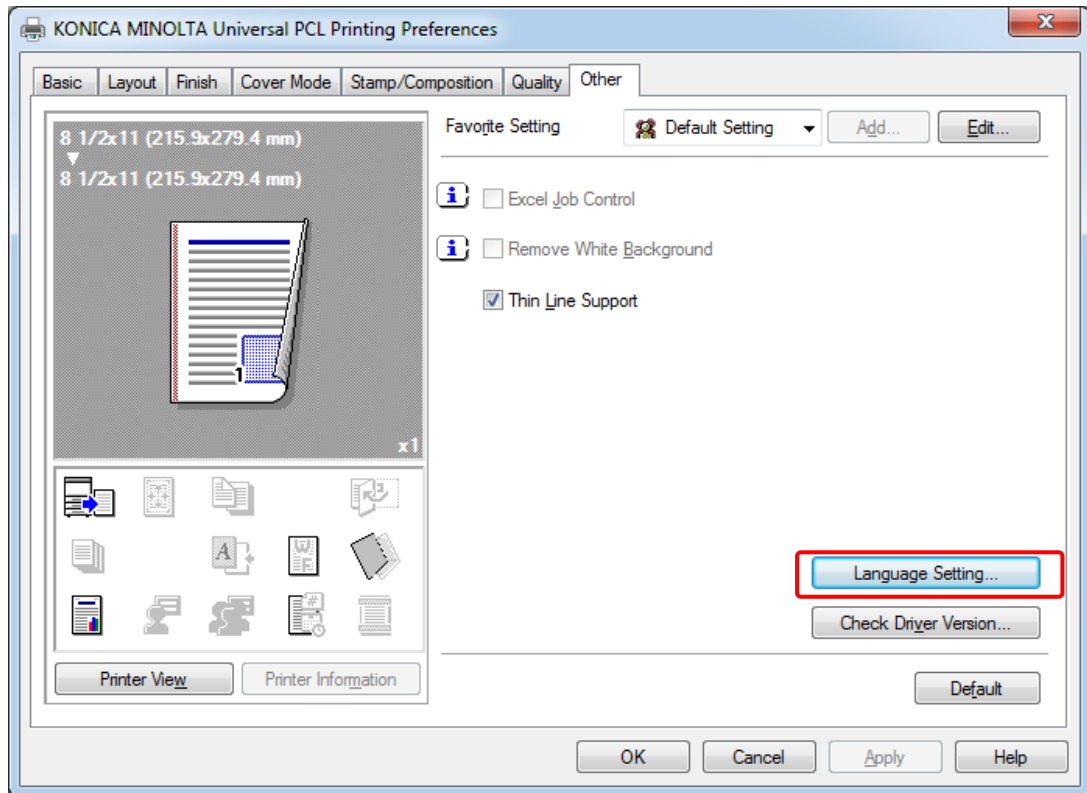 KONICA MINOLTA Universal PCL Printing Preferences
X
Basic Layout Finish Cover Mode Stamp/Composition Quality Other
8 1/2x11 (215.9x279.4 mm)
8 1/2x11 (215.9x279.4 mm)
1
x1
Favorite Setting Default Setting Add... Edit...
i Excel Job Control
i Remove White Background
Thin Line Support
A W F
#
Language Setting...
Check Driver Version...
Printer View Printer Information
Default
OK Cancel Apply Help